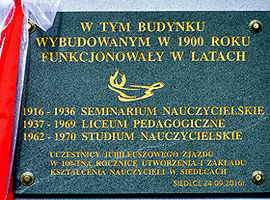 W TYM BUDYNKU
WYBUDOWANYM W 1900 ROKU
FUNKCJONOWAŁY W LATACH
1916 - 1936 SEMINARIUM NAUCZYCIELSKIE
1937 - 1969 LICEUM PEDAGOGICZNE
1962 - 1970 STUDIUM NAUCZYCIELSKIE
UCZESTNICY JUBILEUSZOWEGO ZJAZDU
W 100-TNĄ ROCZNICĘ UTWORZENIA ZAKŁADU
KSZTAŁCENIA NAUCZYCIELI W SIEDLCACH
SIEDLCE 24.09.2016